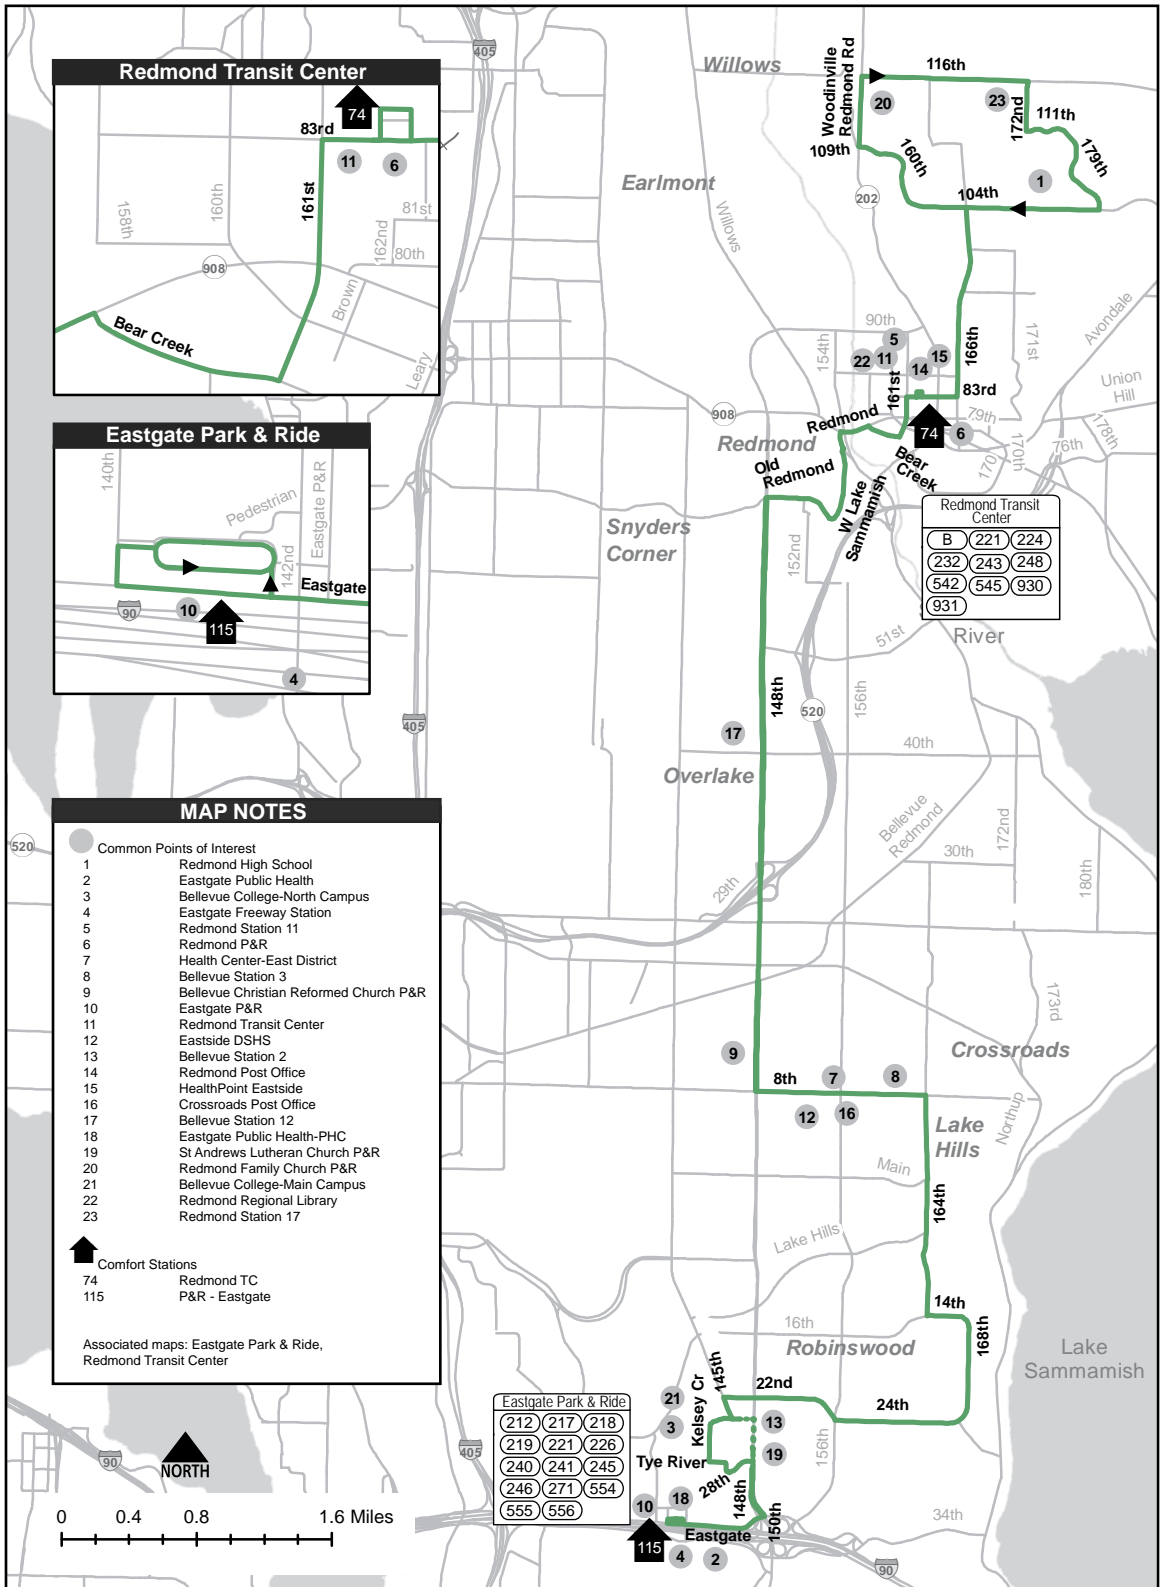 Redmond Transit Center
74
83rd
11
6
161st
160th
158th
81st
162nd
80th
908
Brown
Bear Creek
Leary
Eastgate Park & Ride
140th
Pedestrian
Eastgate P&R
142nd
Eastgate
90
10
115
4
MAP NOTES
Common Points of Interest
1 Redmond High School
2 Eastgate Public Health
3 Bellevue College-North Campus
4 Eastgate Freeway Station
5 Redmond Station 11
6 Redmond P&R
7 Health Center-East District
8 Bellevue Station 3
9 Bellevue Christian Reformed Church P&R
10 Eastgate P&R
11 Redmond Transit Center
12 Eastside DSHS
13 Bellevue Station 2
14 Redmond Post Office
15 HealthPoint Eastside
16 Crossroads Post Office
17 Bellevue Station 12
18 Eastgate Public Health-PHC
19 St Andrews Lutheran Church P&R
20 Redmond Family Church P&R
21 Bellevue College-Main Campus
22 Redmond Regional Library
23 Redmond Station 17
Comfort Stations
74 Redmond TC
115 P&R - Eastgate
Associated maps: Eastgate Park & Ride,
Redmond Transit Center
NORTH
0 0.4 0.8 1.6 Miles
405
Willows
Woodinville
Redmond Rd
116th
20
23
172nd
111th
179th
109th
160th
1
104th
202
Earlmont
Willows
90th
154th
5
22
11
15
14
161st
166th
171st
Avondale
83rd
Union
Hill
908
Redmond
Redmond
79th
74
6
178th
76th
170th
170
Bear
Creek
Old
Redmond
W Lake
Sammamish
Snyders
Corner
152nd
Redmond Transit
Center
B 221 224
232 243 248
542 545 930
931
River
51st
148th
156th
520
405
17
40th
Overlake
Bellevue
Redmond
172nd
30th
180th
520
29th
173rd
9
Crossroads
8th
7
8
12
16
Northup
Lake
Hills
Main
164th
Lake Hills
14th
16th
168th
Robinswood
Lake
Sammamish
145th
22nd
24th
Kelsey Cr
21
3
13
19
156th
Tye River
28th
148th
150th
34th
Eastgate Park & Ride
212 217 218
219 221 226
240 241 245
246 271 554
555 556
405
90
10
18
Eastgate
115
4
2
90